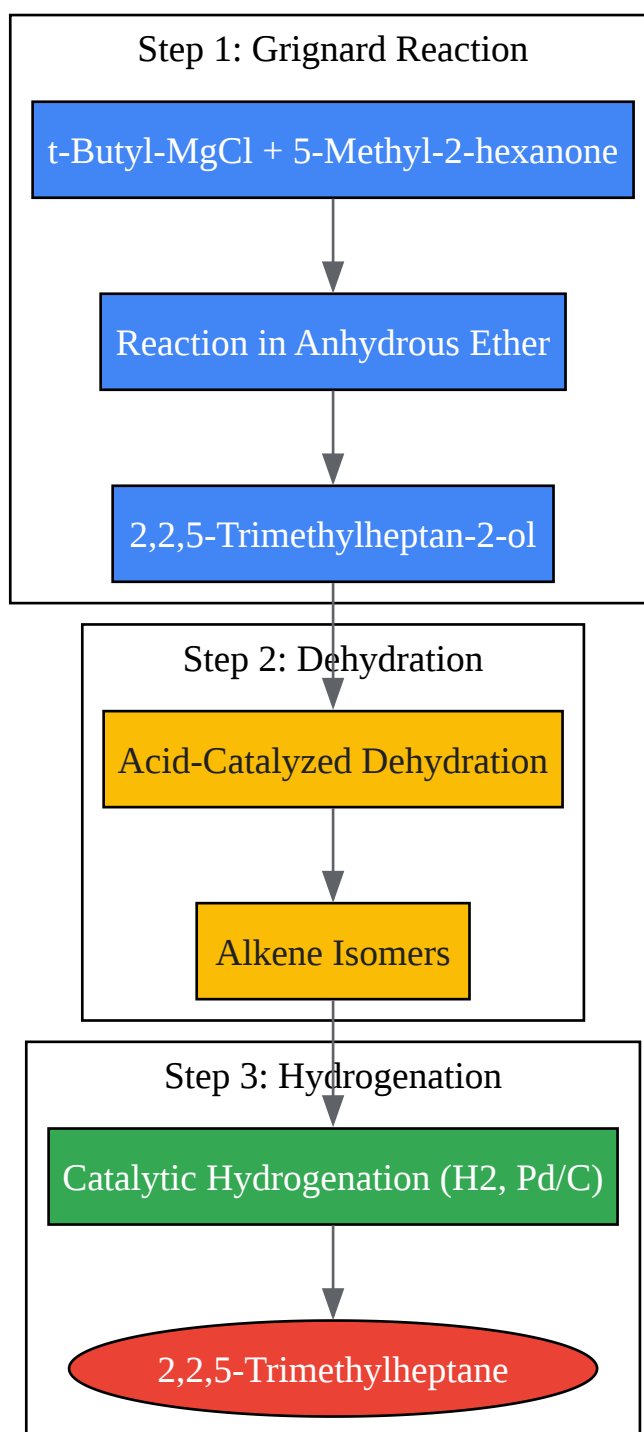 Step 1: Grignard Reaction
t-Butyl-MgCl + 5-Methyl-2-hexanone
Reaction in Anhydrous Ether
2,2,5-Trimethylheptan-2-ol
Step 2: Dehydration
Acid-Catalyzed Dehydration
Alkene Isomers
Step 3: Hydrogenation
Catalytic Hydrogenation (H2, Pd/C)
2,2,5-Trimethylheptane